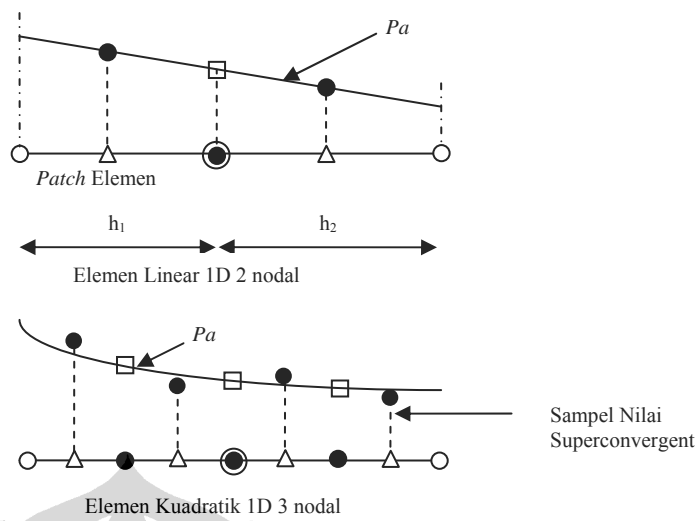 Pa
Patch Elemen
h₁
h₂
Elemen Linear 1D 2 nodal
Pa
Sampel Nilai
Superconvergent
Elemen Kuadratik 1D 3 nodal